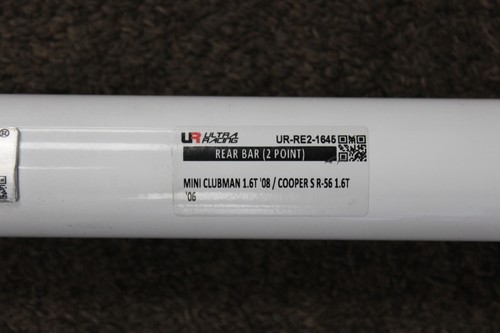 ®
UR ULTRA RACING UR-RE2-1645
REAR BAR (2 POINT)
MINI CLUBMAN 1.6T '08 / COOPER S R-56 1.6T
'06